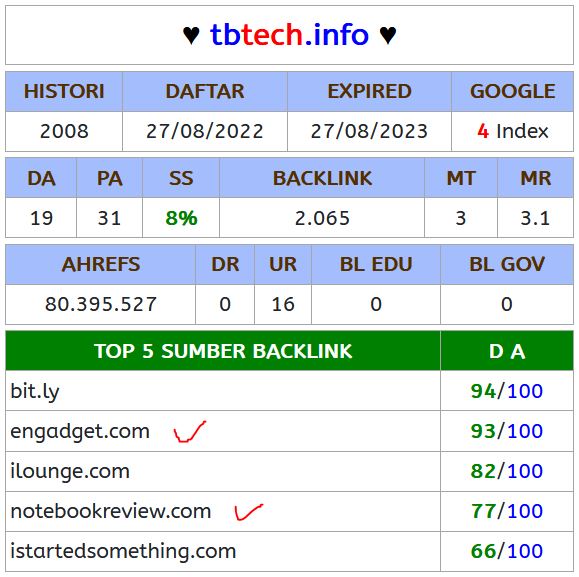 ♥ tbtech.info ♥
HISTORI DAFTAR EXPIRED GOOGLE
2008 27/08/2022 27/08/2023 4 Index
DA PA SS BACKLINK MT MR
19 31 8% 2.065 3 3.1
AHREFS DR UR BL EDU BL GOV
80.395.527 0 16 0 0
TOP 5 SUMBER BACKLINK D A
bit.ly 94/100
engadget.com 93/100
ilounge.com 82/100
notebookreview.com 77/100
istartedsomething.com 66/100